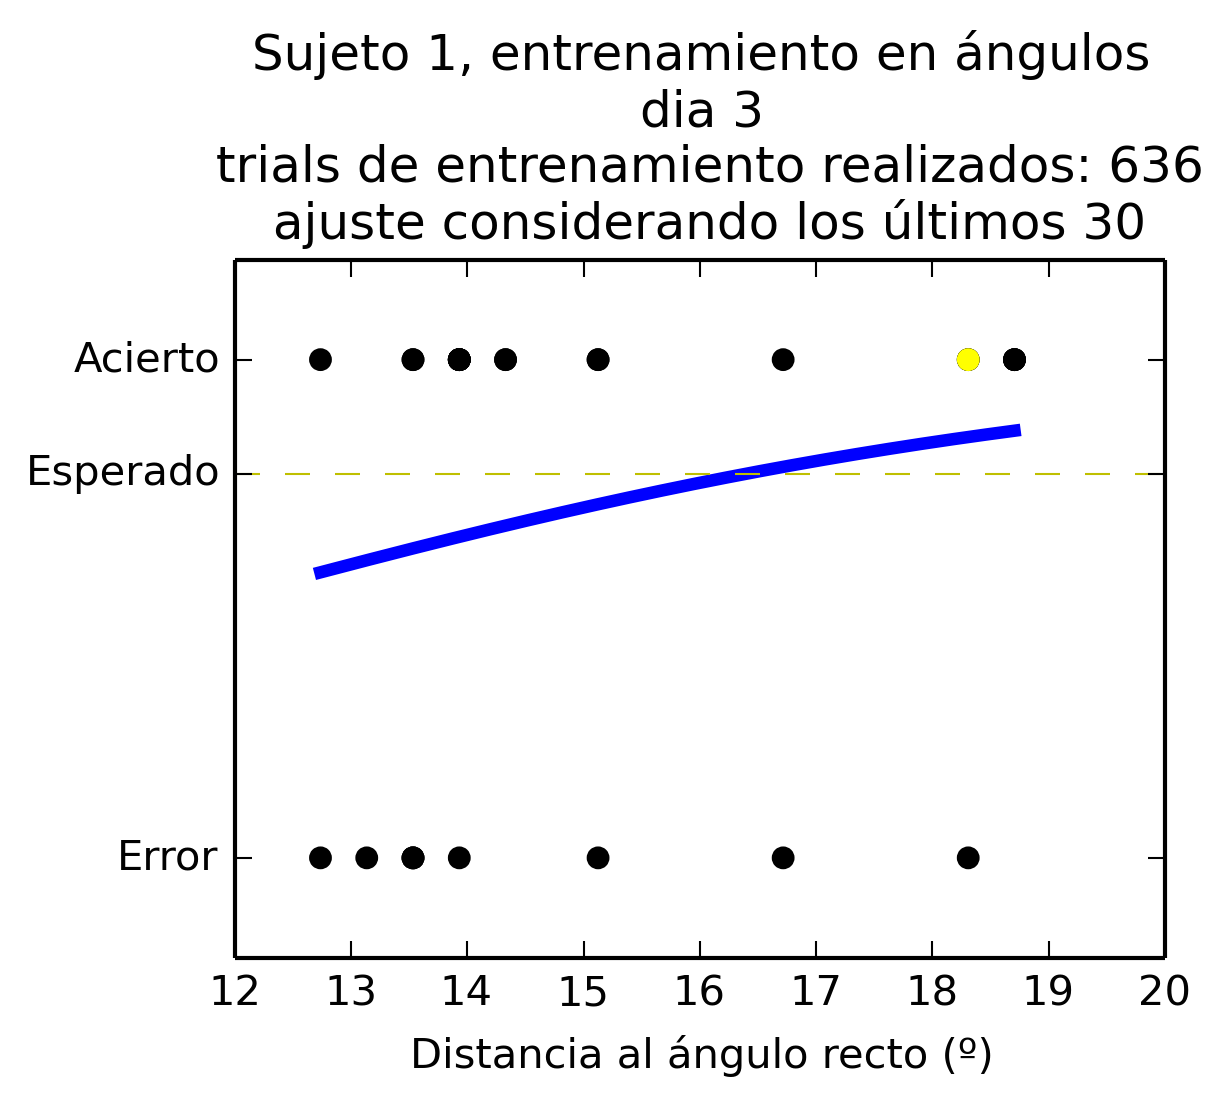 Sujeto 1, entrenamiento en ángulos
dia 3
trials de entrenamiento realizados: 636
ajuste considerando los últimos 30
Acierto
Esperado
Error
12 13 14 15 16 17 18 19 20
Distancia al ángulo recto (º)